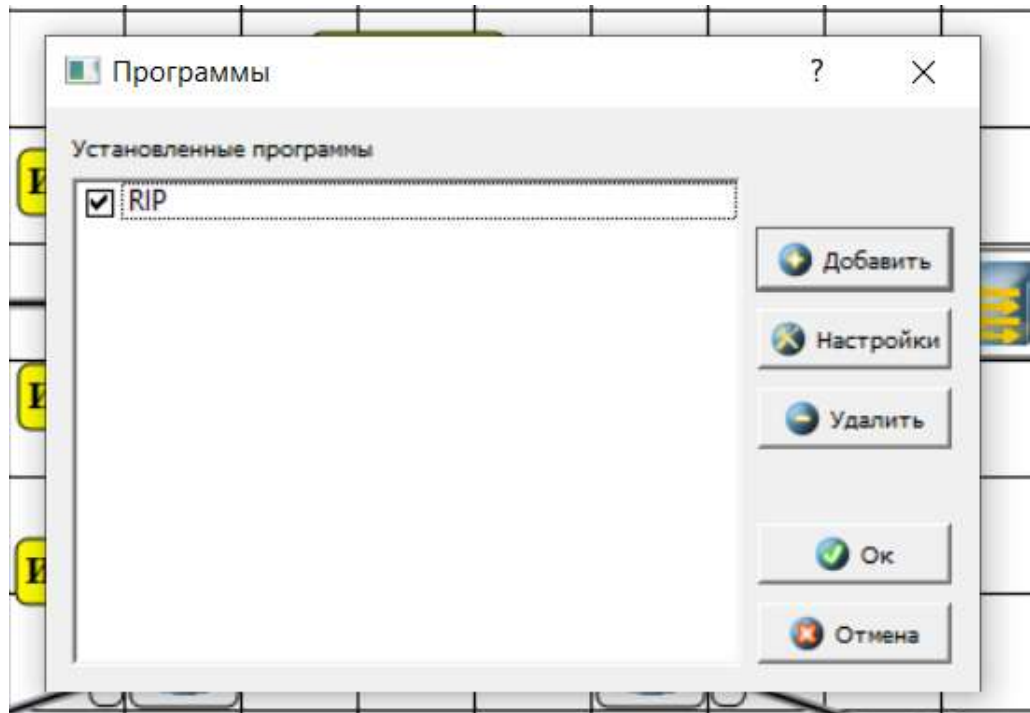 Программы
Установленные программы
RIP
Добавить
Настройки
Удалить
Ок
Отмена